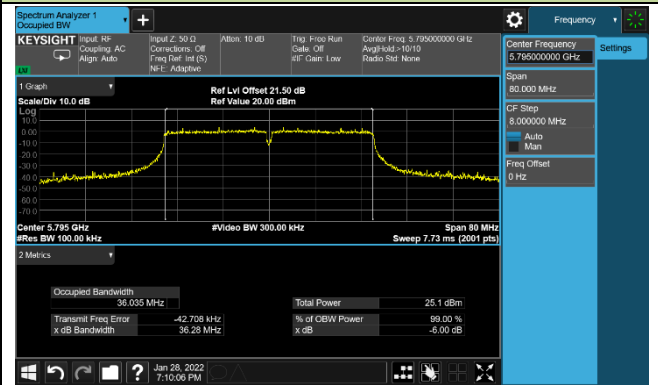 Spectrum Analyzer 1
Occupied BW
Frequency
KEYSIGHT
Input: RF
Coupling: AC
Align: Auto
Input Z: 50 Ω
Corrections: Off
Freq Ref: Int (S)
NFE: Adaptive
Atten: 10 dB
Trig: Free Run
Gate: Off
#IF Gain: Low
Center Freq: 5.795000000 GHz
Avg|Hold:>10/10
Radio Std: None
LXI
Center Frequency
5.795000000 GHz
Settings
Span
80.000 MHz
CF Step
8.000000 MHz
Auto
Man
Freq Offset
0 Hz
1 Graph
Scale/Div 10.0 dB
Ref Lvl Offset 21.50 dB
Ref Value 20.00 dBm
Log
10.0
0.00
-10.0
-20.0
-30.0
-40.0
-50.0
-60.0
-70.0
Center 5.795 GHz
#Res BW 100.00 kHz
#Video BW 300.00 kHz
Span 80 MHz
Sweep 7.73 ms (2001 pts)
2 Metrics
Occupied Bandwidth
36.035 MHz
Total Power 25.1 dBm
Transmit Freq Error -42.708 kHz
% of OBW Power 99.00 %
x dB Bandwidth 36.28 MHz
x dB -6.00 dB
?
Jan 28, 2022
7:10:06 PM